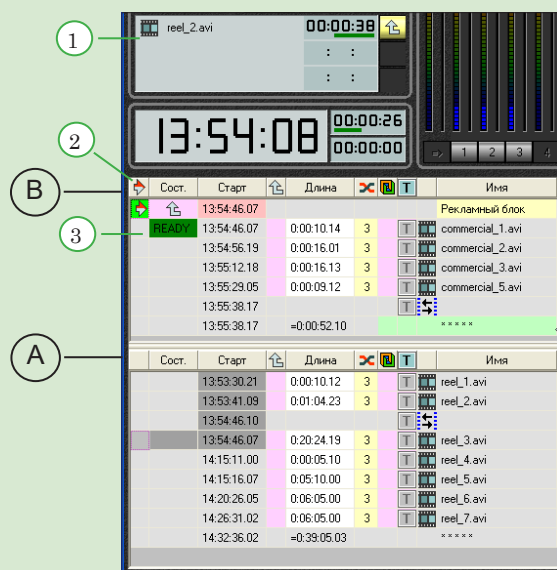 1 reel_2.avi 00:00:38
: :
: :
13:54:08 00:00:26
00:00:00
1 2 3 4
2
B Сост. Старт Длина T Имя
13:54:46.07 Рекламный блок
3 READY 13:54:46.07 0:00:10.14 3 T commercial_1.avi
13:54:56.19 0:00:16.01 3 T commercial_2.avi
13:55:12.18 0:00:16.13 3 T commercial_3.avi
13:55:29.05 0:00:09.12 3 T commercial_5.avi
13:55:38.17 T
13:55:38.17 =0:00:52.10 * * * * *
A Сост. Старт Длина T Имя
13:53:30.21 0:00:10.12 3 T reel_1.avi
13:53:41.09 0:01:04.23 3 T reel_2.avi
13:54:46.10 T
13:54:46.07 0:20:24.19 3 T reel_3.avi
14:15:11.00 0:00:05.10 3 T reel_4.avi
14:15:16.07 0:05:10.00 3 T reel_5.avi
14:20:26.05 0:06:05.00 3 T reel_6.avi
14:26:31.02 0:06:05.00 3 T reel_7.avi
14:32:36.02 =0:39:05.03 * * * * *